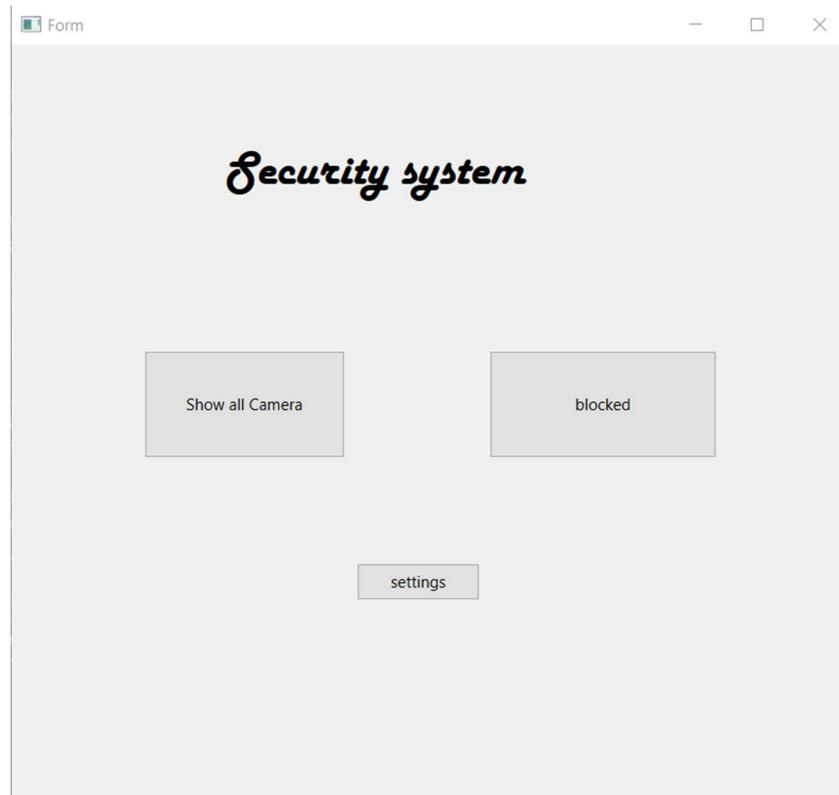 Form
Security system
Show all Camera
blocked
settings